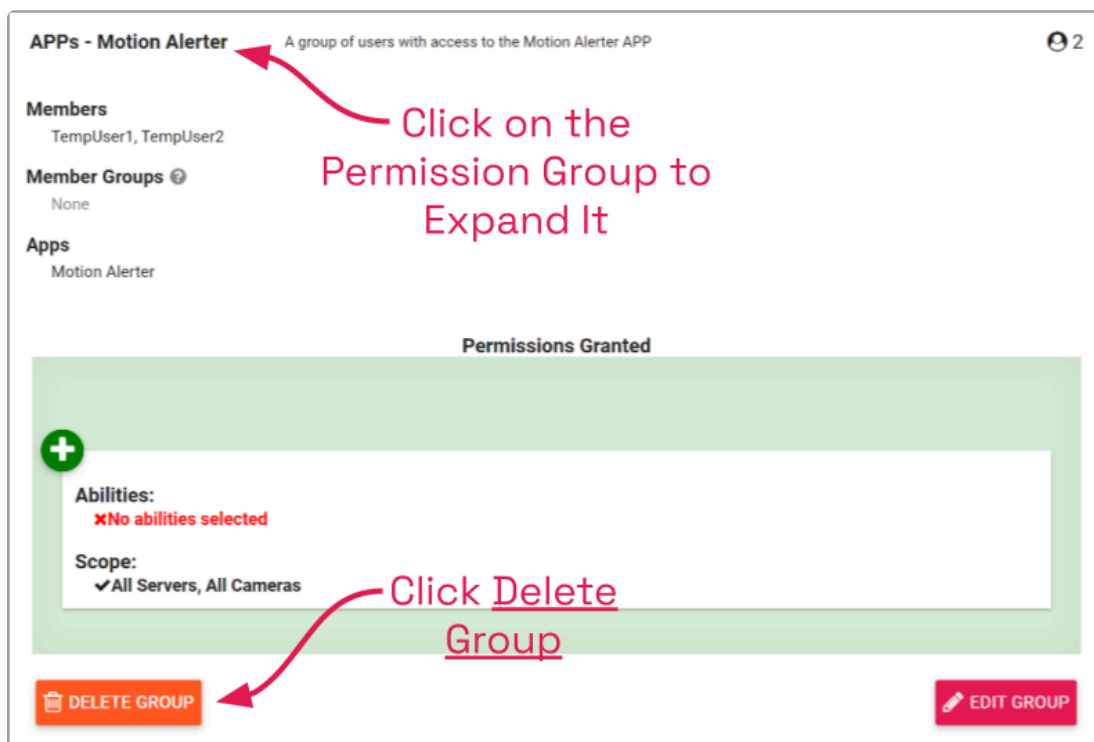 APPs - Motion Alerter A group of users with access to the Motion Alerter APP 2
Members
TempUser1, TempUser2
Click on the
Permission Group to
Expand It
Member Groups
None
Apps
Motion Alerter
Permissions Granted
Abilities:
No abilities selected
Scope:
All Servers, All Cameras
Click Delete
Group
DELETE GROUP
EDIT GROUP